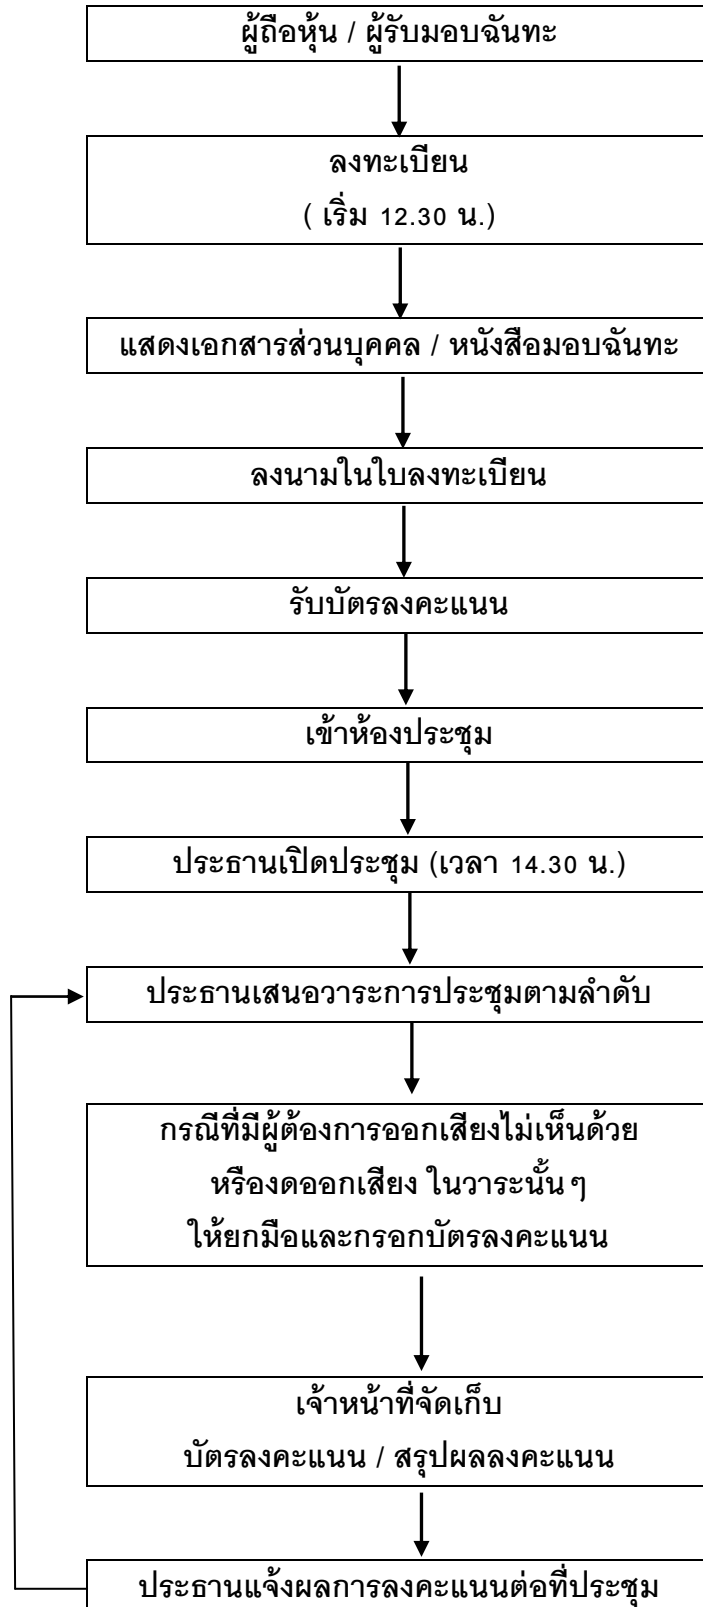 ผู้ถือหุ้น / ผู้รับมอบฉันทะ
ลงทะเบียน
( เริ่ม 12.30 น.)
แสดงเอกสารส่วนบุคคล / หนังสือมอบฉันทะ
ลงนามในใบลงทะเบียน
รับบัตรลงคะแนน
เข้าห้องประชุม
ประธานเปิดประชุม (เวลา 14.30 น.)
ประธานเสนอวาระการประชุมตามลำดับ
กรณีที่มีผู้ต้องการออกเสียงไม่เห็นด้วย
หรืองดออกเสียง ในวาระนั้น ๆ
ให้ยกมือและกรอกบัตรลงคะแนน
เจ้าหน้าที่จัดเก็บ
บัตรลงคะแนน / สรุปผลลงคะแนน
ประธานแจ้งผลการลงคะแนนต่อที่ประชุม